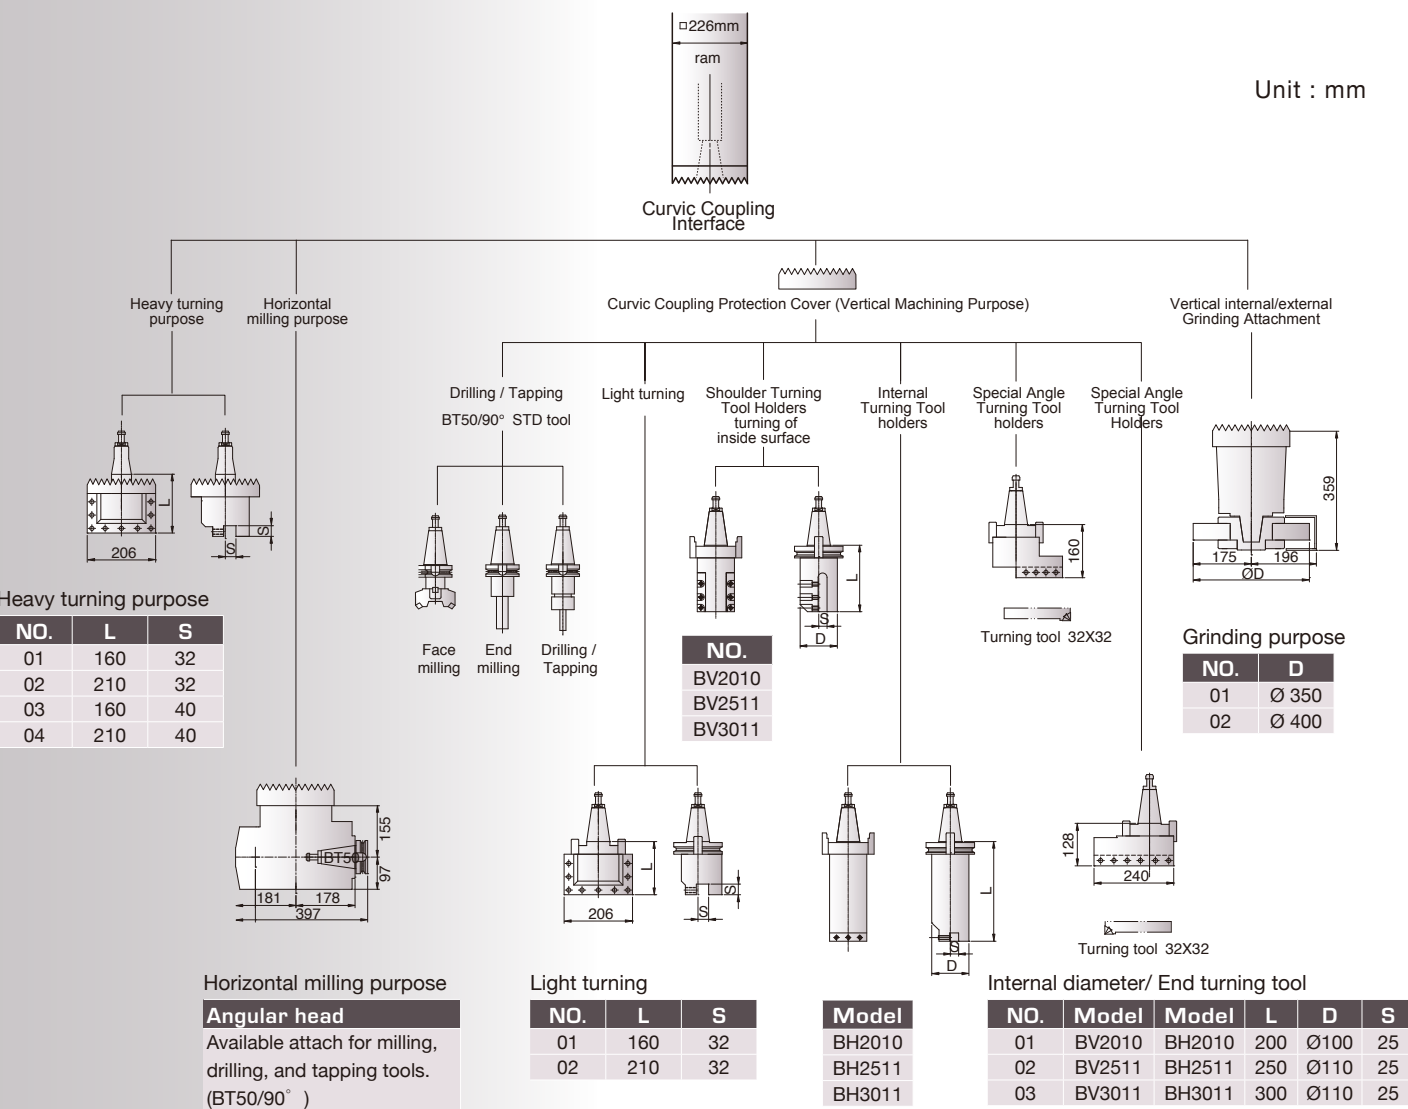 □226mm
ram
Unit : mm
Curvic Coupling
Interface
Heavy turning
purpose
Horizontal
milling purpose
Curvic Coupling Protection Cover (Vertical Machining Purpose)
Vertical internal/external
Grinding Attachment
Drilling / Tapping
BT50/90° STD tool
Light turning
Shoulder Turning
Tool Holders
turning of
inside surface
Internal
Turning Tool
holders
Special Angle
Turning Tool
holders
Special Angle
Turning Tool
Holders
L
206
S
S
359
175
196
ØD
160
L
S
D
Turning tool 32X32
Face
milling
End
milling
Drilling /
Tapping
Heavy turning purpose
NO. L S
01 160 32
02 210 32
03 160 40
04 210 40
NO.
BV2010
BV2511
BV3011
Grinding purpose
NO. D
01 Ø 350
02 Ø 400
155
BT50
97
181
178
397
L
206
S
S
L
S
D
128
240
Turning tool 32X32
Horizontal milling purpose
Angular head
Available attach for milling,
drilling, and tapping tools.
(BT50/90° )
Light turning
NO. L S
01 160 32
02 210 32
Model
BH2010
BH2511
BH3011
Internal diameter/ End turning tool
NO. Model Model L D S
01 BV2010 BH2010 200 Ø100 25
02 BV2511 BH2511 250 Ø110 25
03 BV3011 BH3011 300 Ø110 25